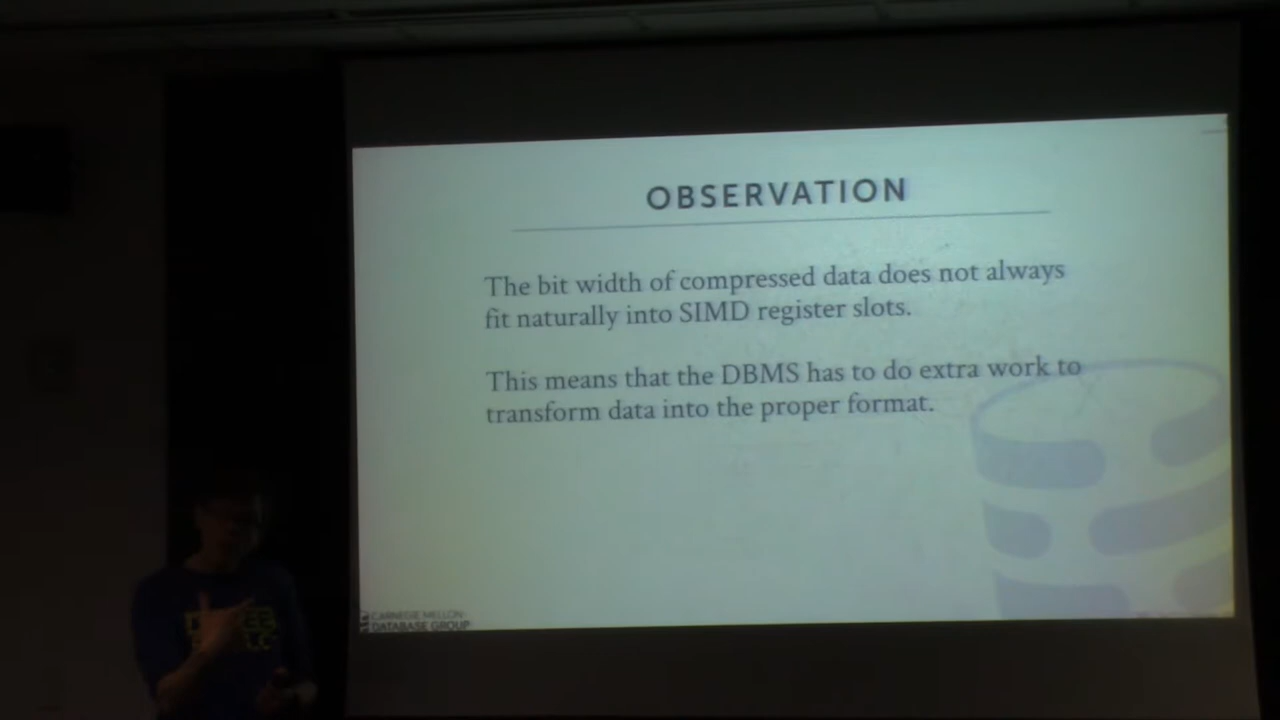 OBSERVATION
The bit width of compressed data does not always
fit naturally into SIMD register slots.
This means that the DBMS has to do extra work to
transform data into the proper format.
CARNEGIE MELLON
DATABASE GROUP